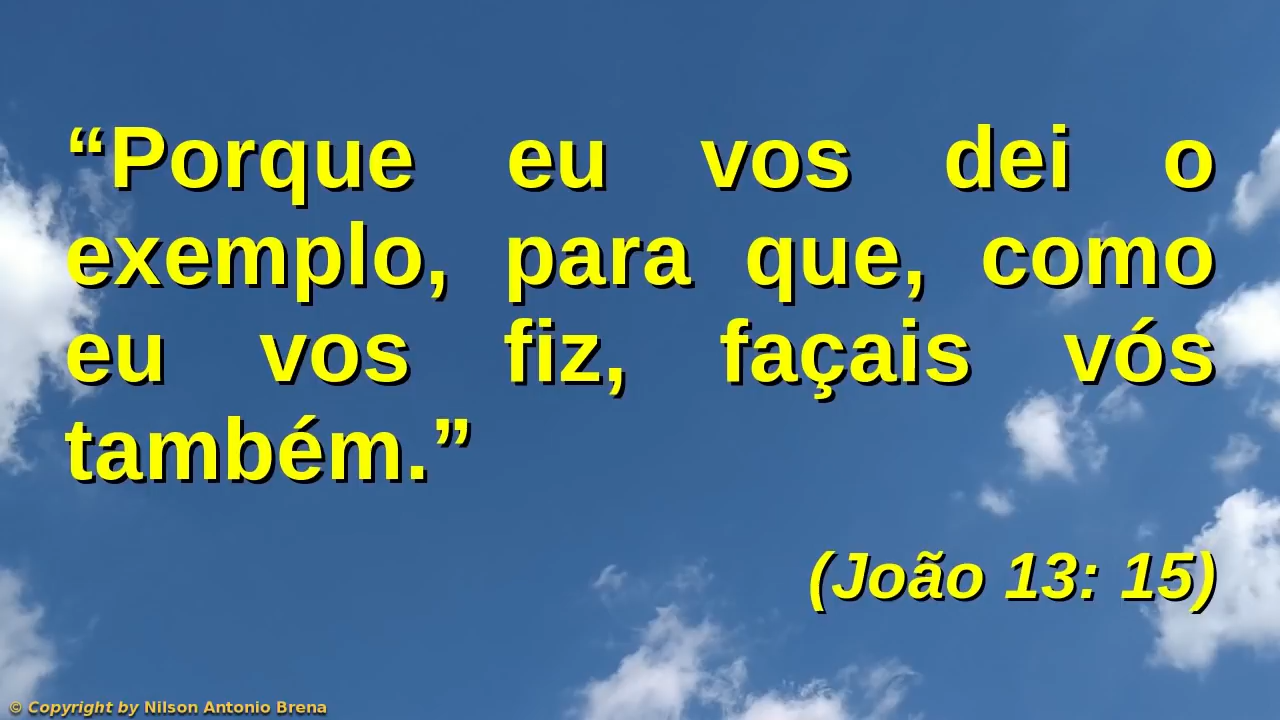 “Porque eu vos dei o
exemplo, para que, como
eu vos fiz, façais vós
também.”
(João 13: 15)
© Copyright by Nilson Antonio Brena